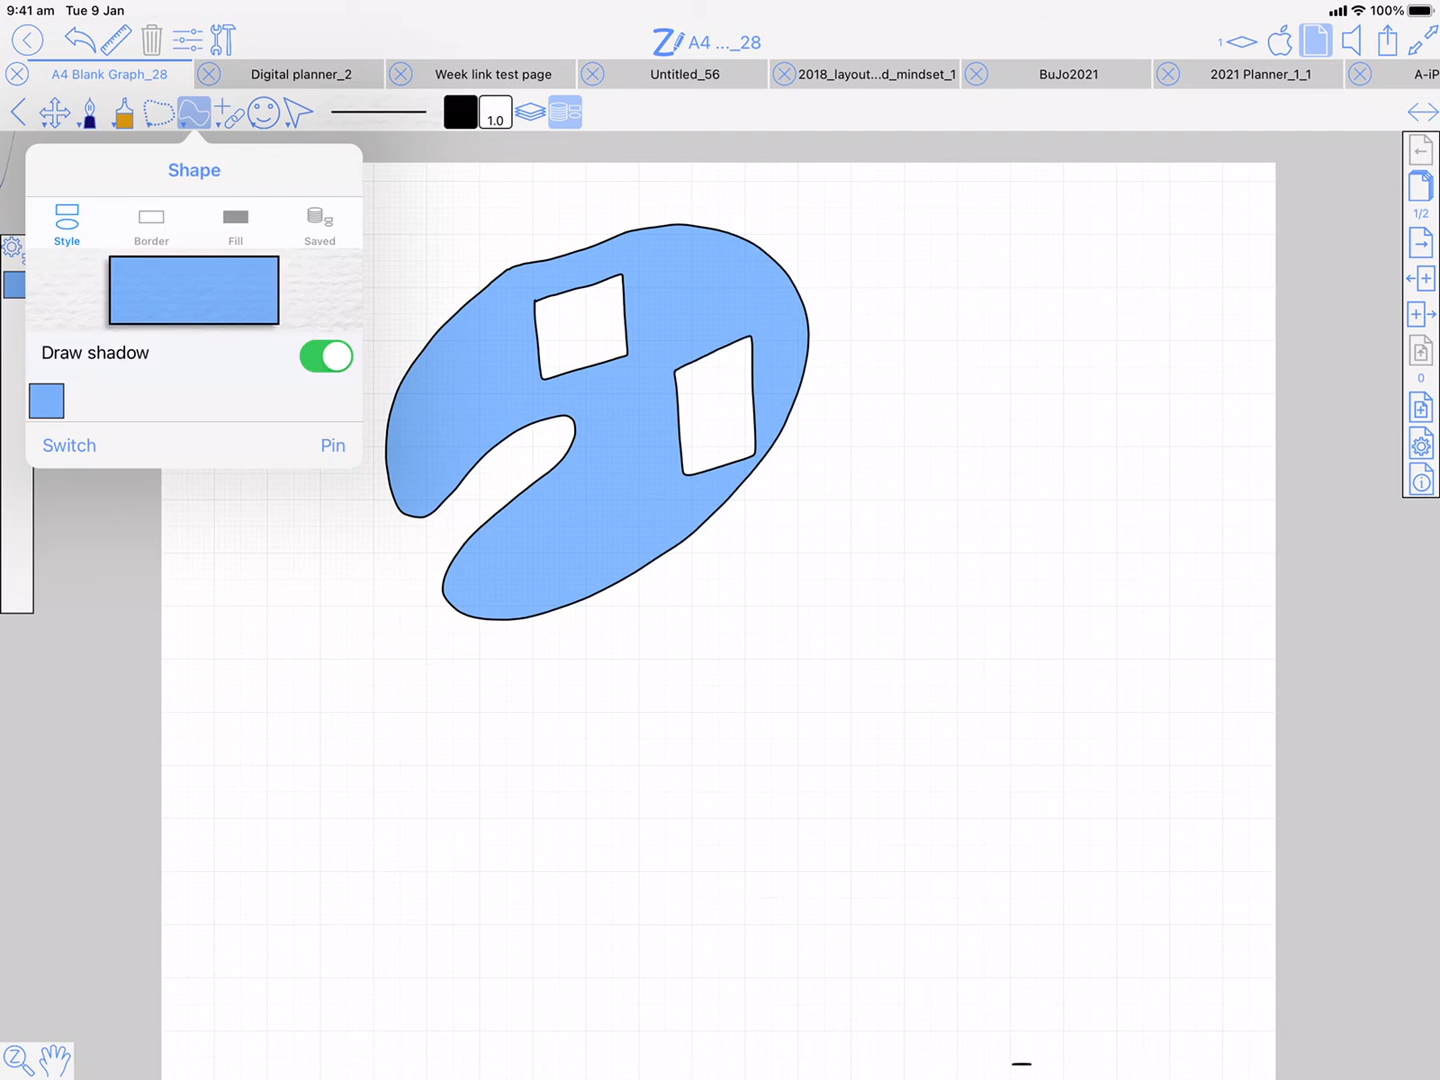 9:41 am Tue 9 Jan 100%
A4 ..._28
1
A4 Blank Graph_28 Digital planner_2 Week link test page Untitled_56 2018_layout...d_mindset_1 BuJo2021 2021 Planner_1_1 A-iP
1.0
Shape
Style Border Fill Saved
Draw shadow
Switch Pin
1/2
0